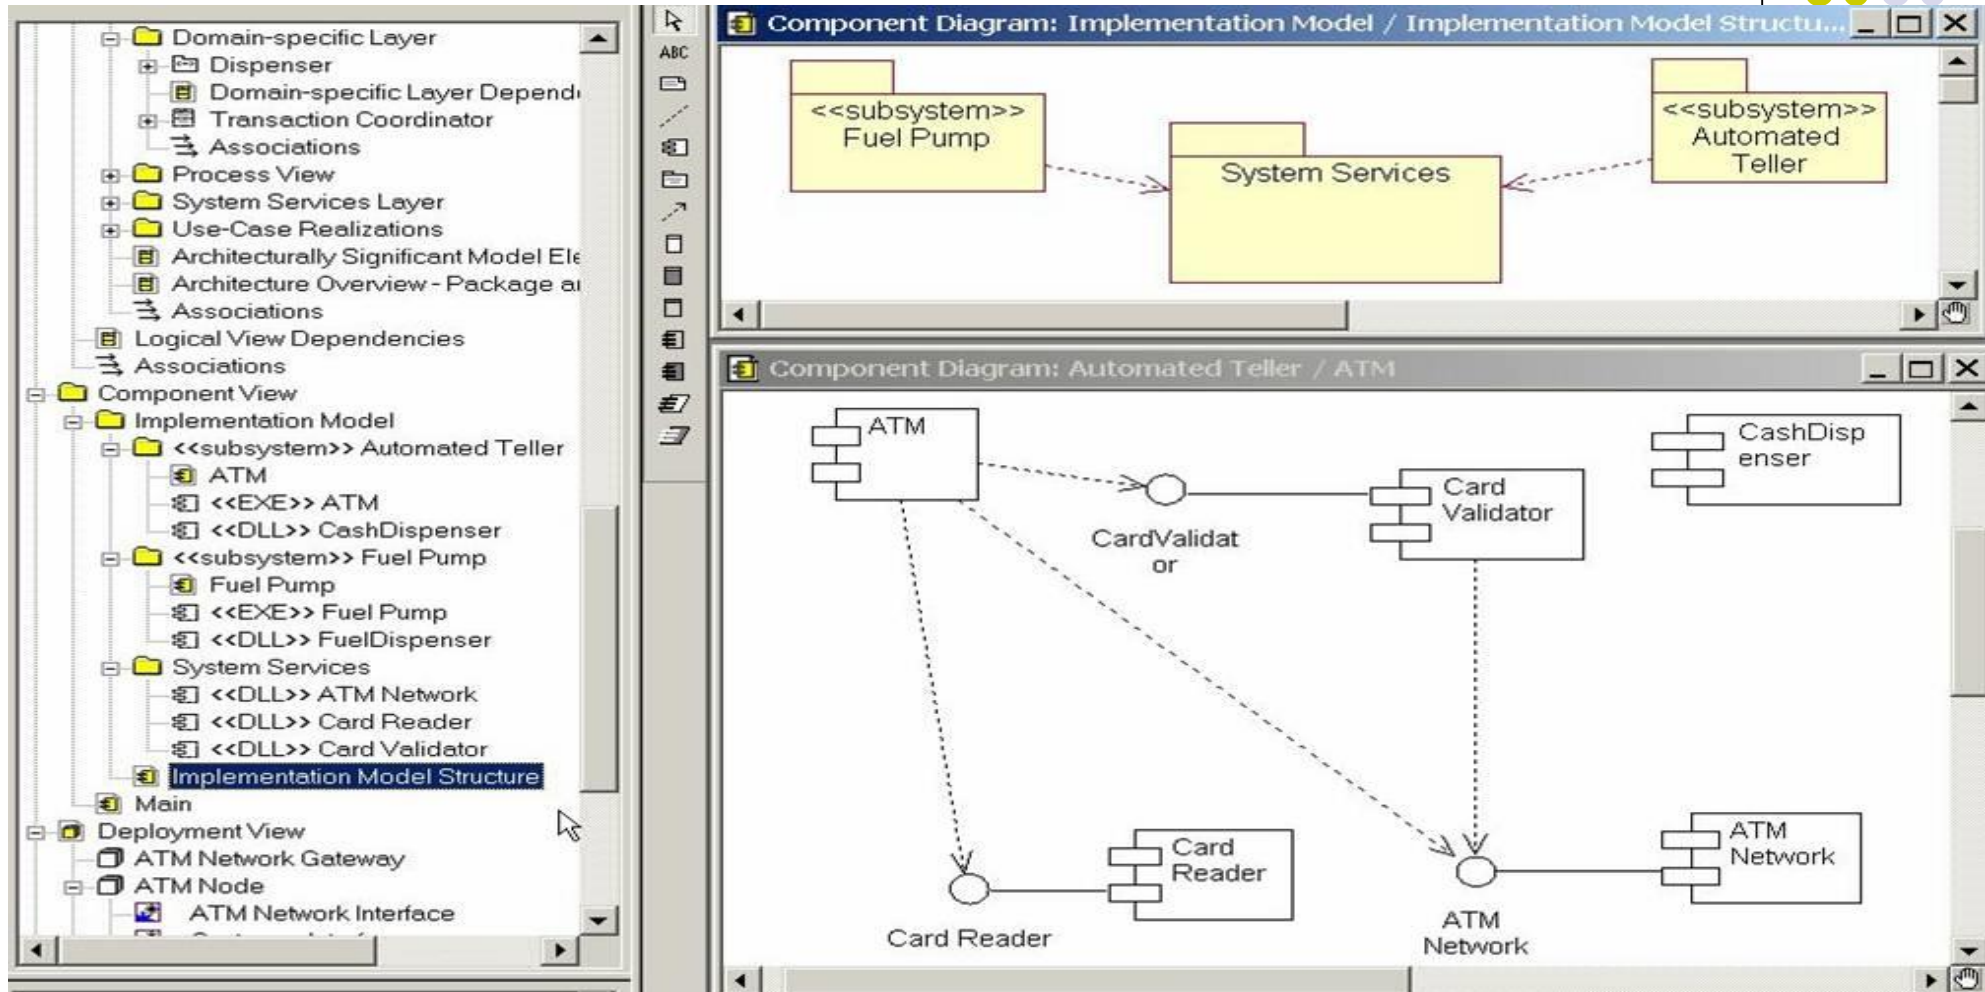 Domain-specific Layer
Dispenser
Domain-specific Layer Depend
Transaction Coordinator
Associations
Process View
System Services Layer
Use-Case Realizations
Architecturally Significant Model Ele
Architecture Overview - Package a
Associations
Logical View Dependencies
Associations
Component View
Implementation Model
<<subsystem>> Automated Teller
ATM
<<EXE>> ATM
<<DLL>> CashDispenser
<<subsystem>> Fuel Pump
Fuel Pump
<<EXE>> Fuel Pump
<<DLL>> FuelDispenser
System Services
<<DLL>> ATM Network
<<DLL>> Card Reader
<<DLL>> Card Validator
Implementation Model Structure
Main
Deployment View
ATM Network Gateway
ATM Node
ATM Network Interface
ABC
Component Diagram: Implementation Model / Implementation Model Structu...
<<subsystem>>
Fuel Pump
System Services
<<subsystem>>
Automated
Teller
Component Diagram: Automated Teller / ATM
ATM
CardValidat
or
Card
Validator
CashDisp
enser
Card Reader
Card
Reader
ATM
Network
ATM
Network